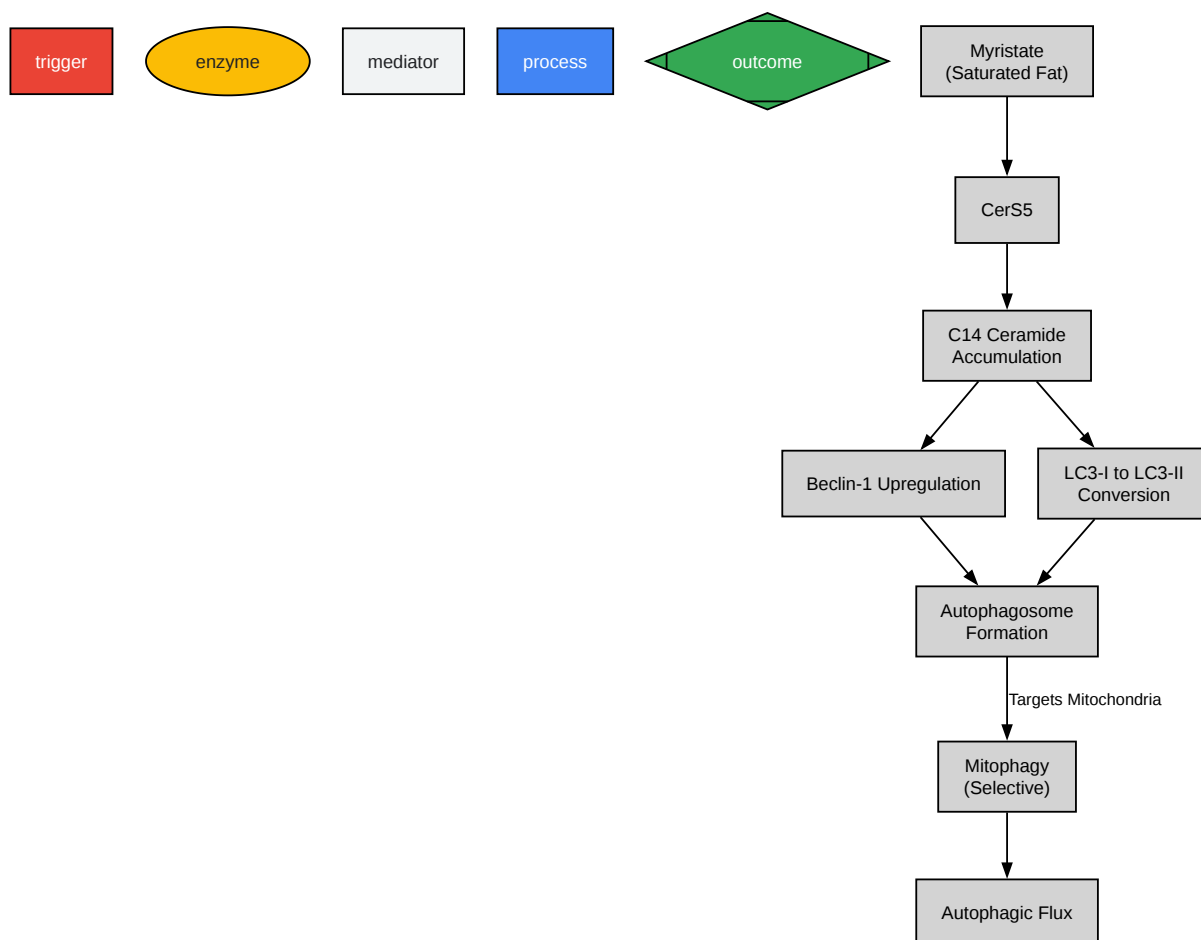 trigger
enzyme
mediator
process
outcome
Myristate
(Saturated Fat)
CerS5
C14 Ceramide
Accumulation
Beclin-1 Upregulation
LC3-I to LC3-II
Conversion
Autophagosome
Formation
Targets Mitochondria
Mitophagy
(Selective)
Autophagic Flux